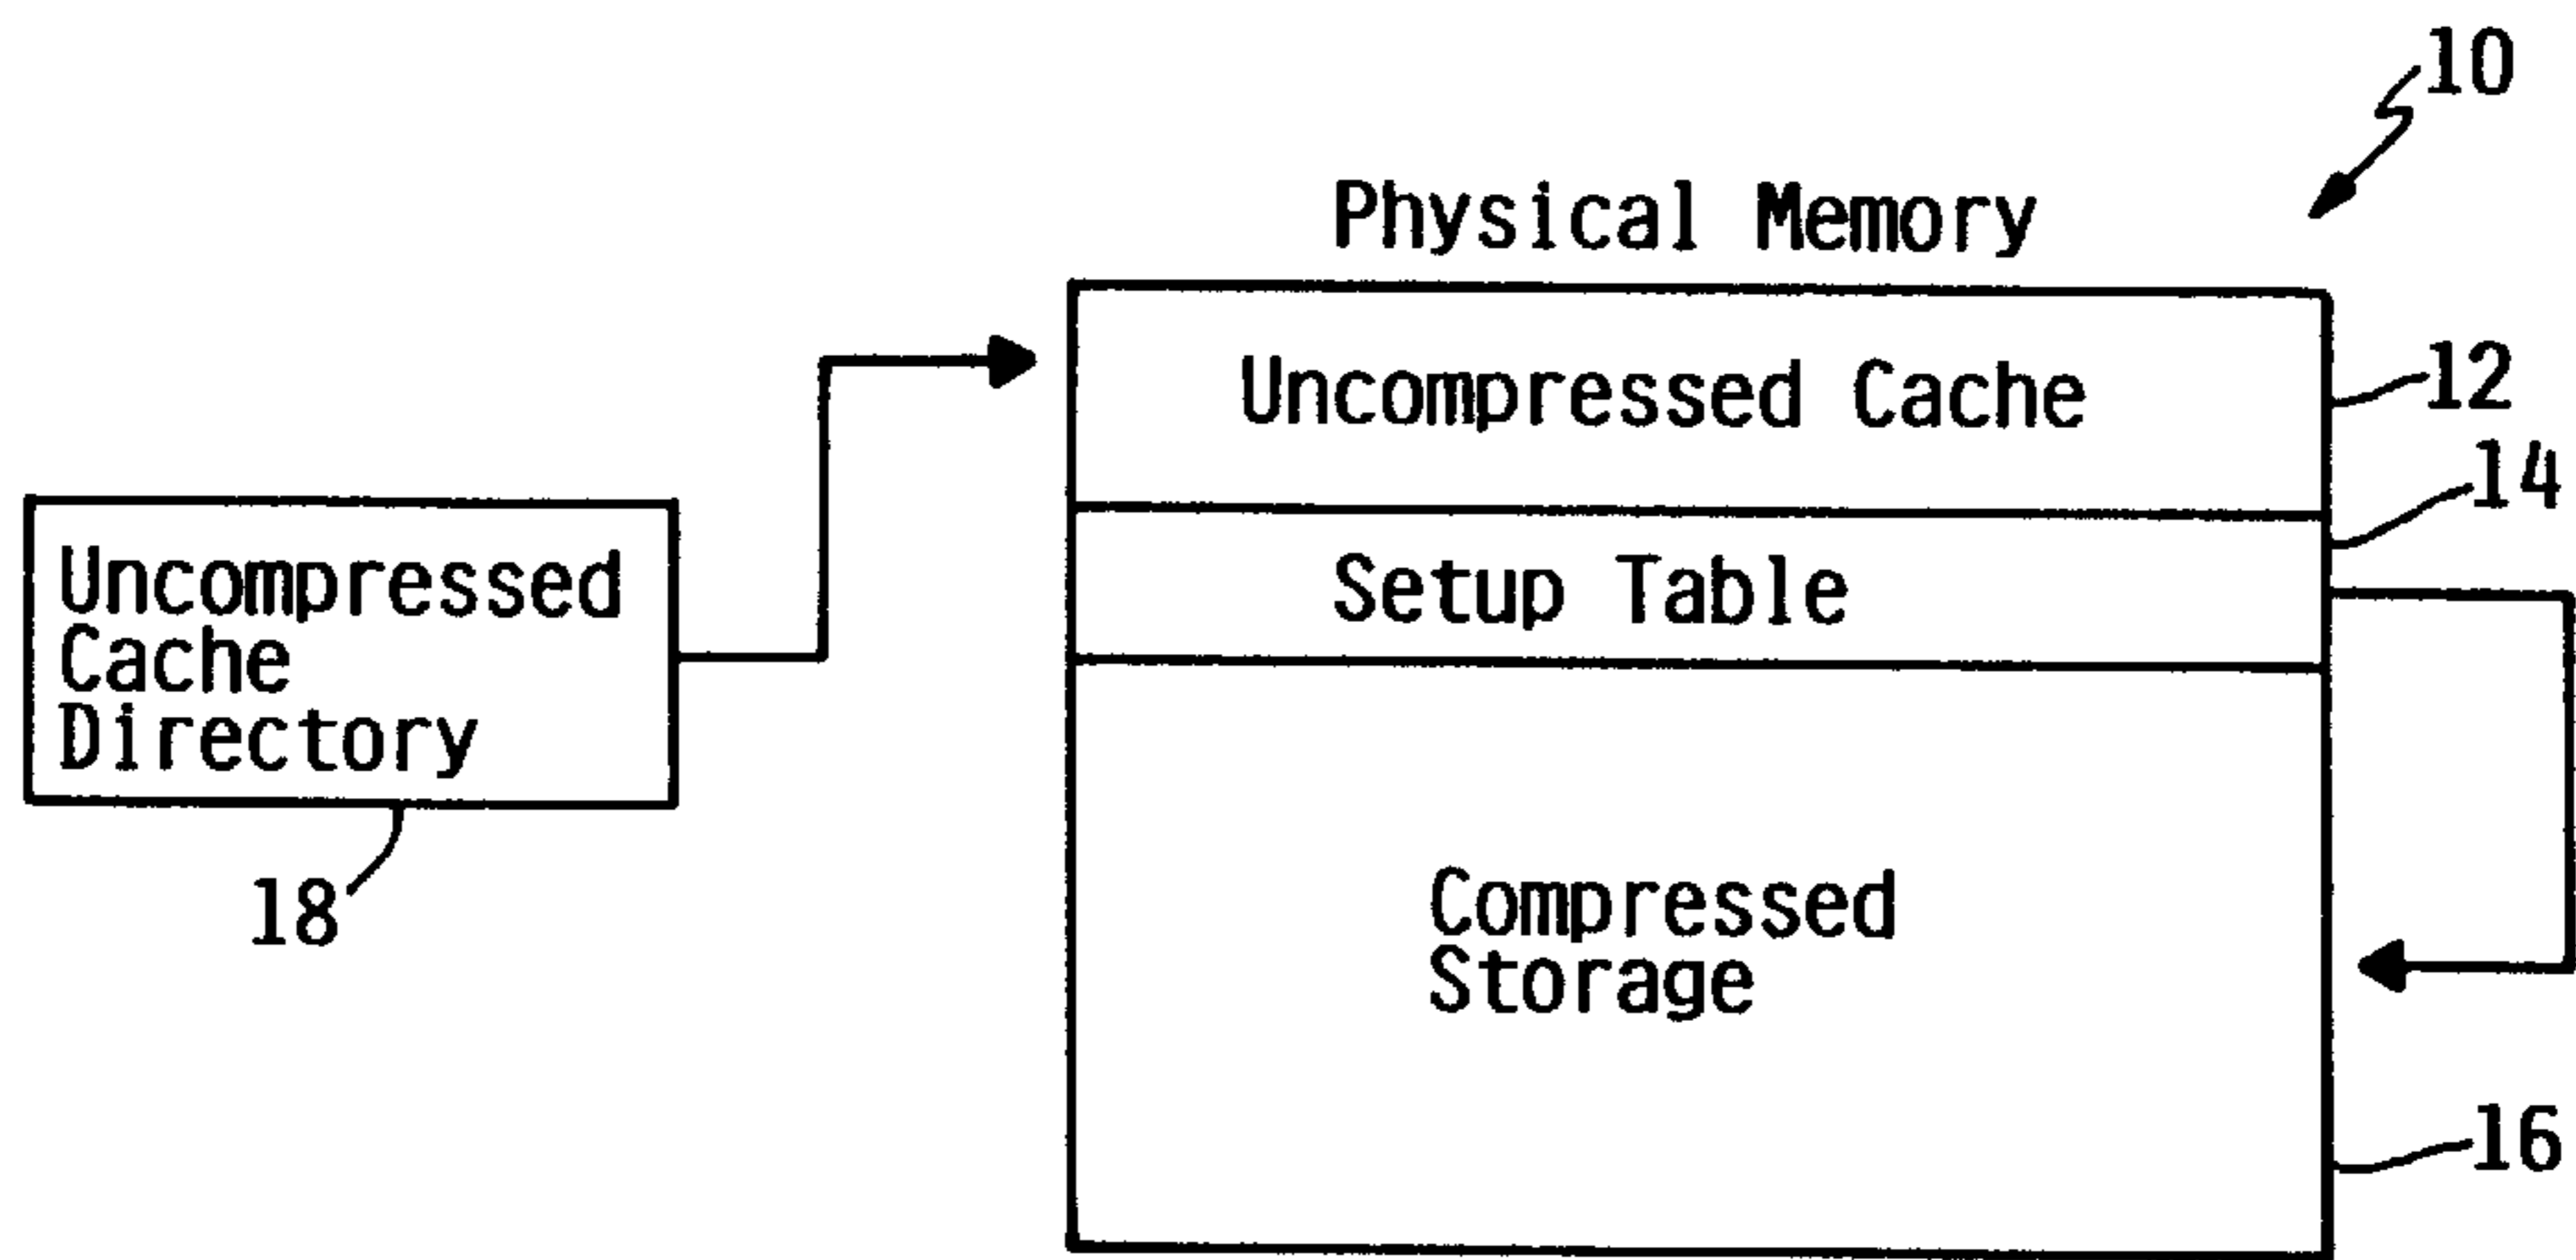 10
Physical Memory
Uncompressed Cache
12
14
Setup Table
Uncompressed
Cache
Directory
18
Compressed
Storage
16